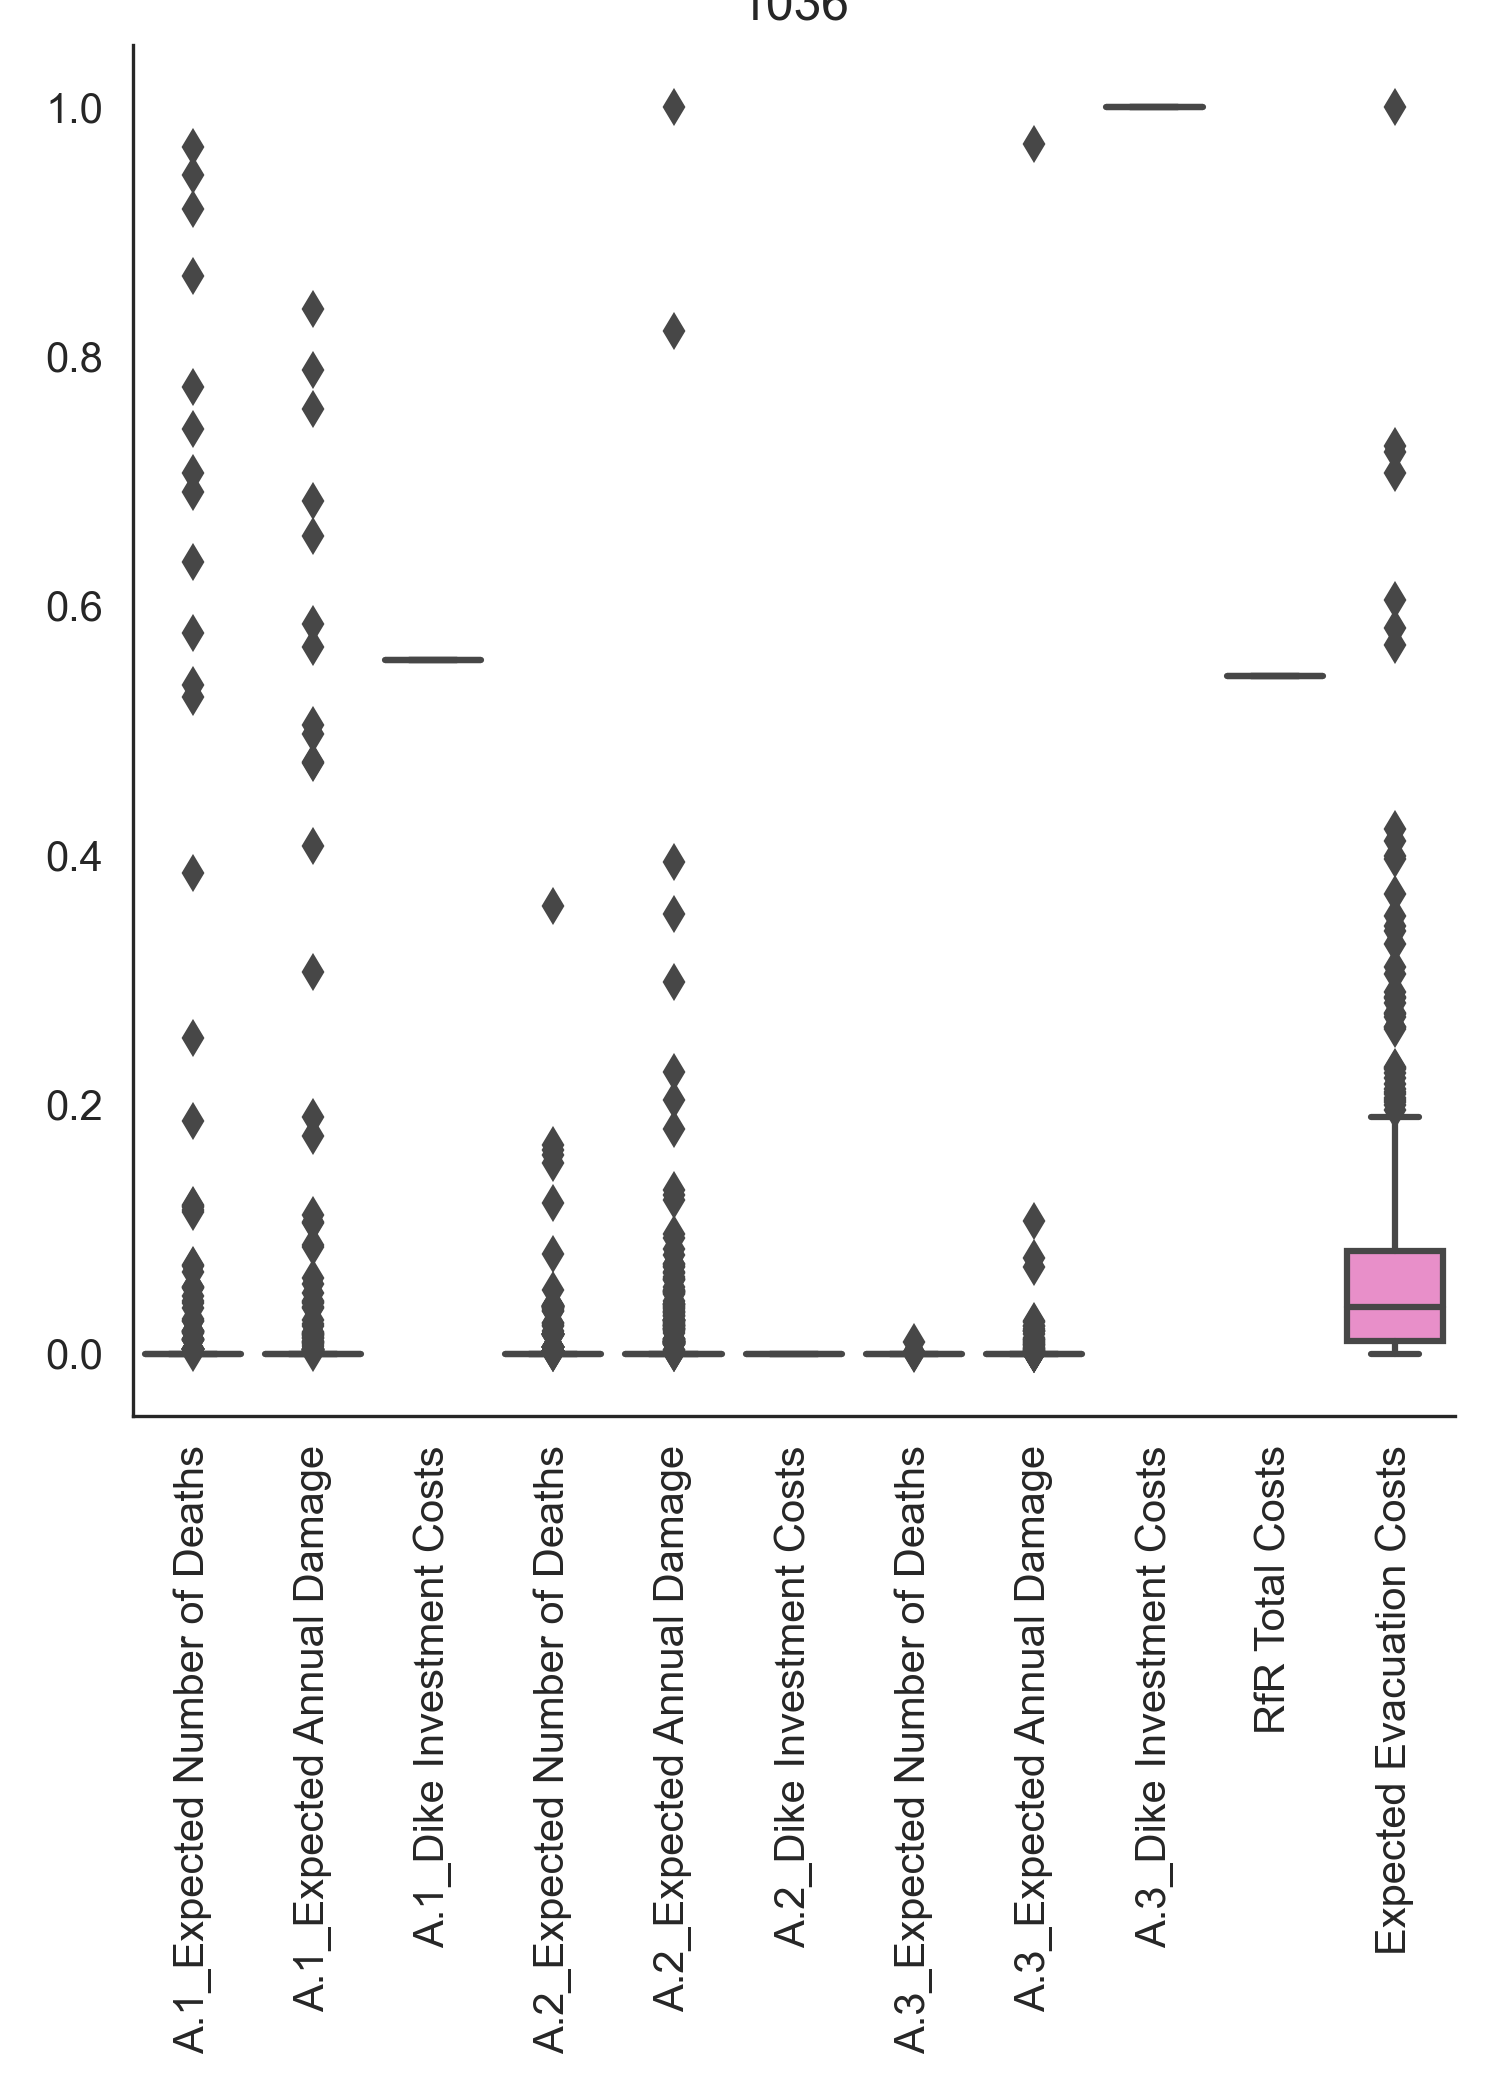 1036
1.0
0.8
0.6
0.4
0.2
0.0
A.1_Expected Number of Deaths
A.1_Expected Annual Damage
A.1_Dike Investment Costs
A.2_Expected Number of Deaths
A.2_Expected Annual Damage
A.2_Dike Investment Costs
A.3_Expected Number of Deaths
A.3_Expected Annual Damage
A.3_Dike Investment Costs
RfR Total Costs
Expected Evacuation Costs